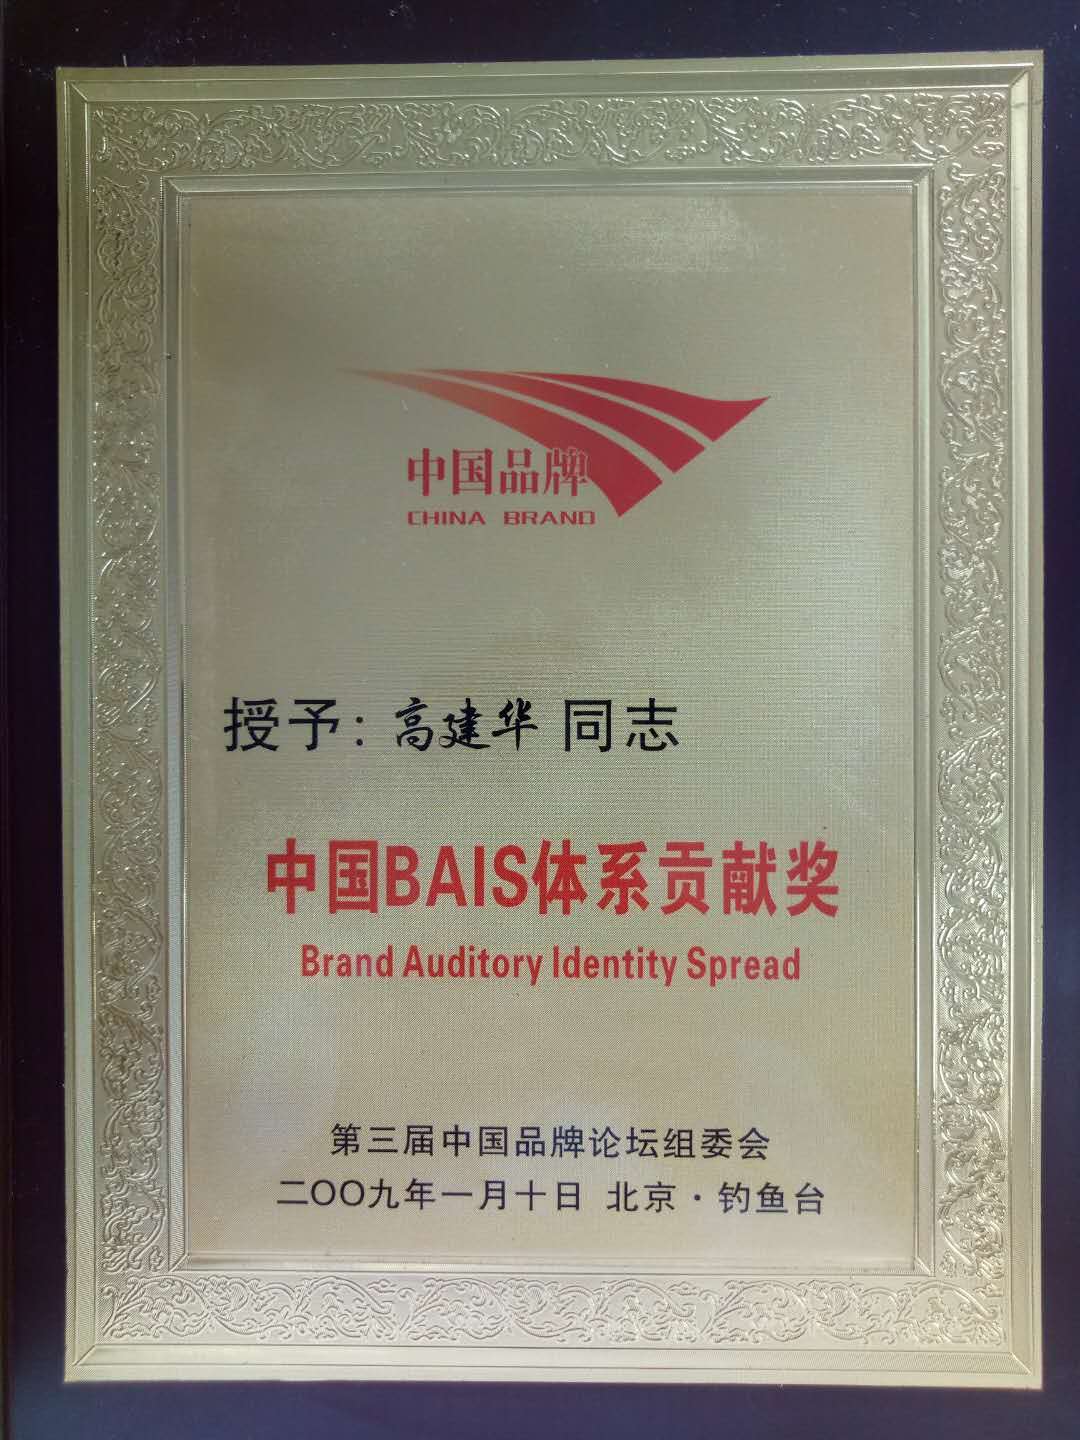 中国品牌
CHINA BRAND
授予：高建华 同志
中国BAIS体系贡献奖
Brand Auditory Identity Spread
第三届中国品牌论坛组委会
二〇〇九年一月十日 北京·钓鱼台